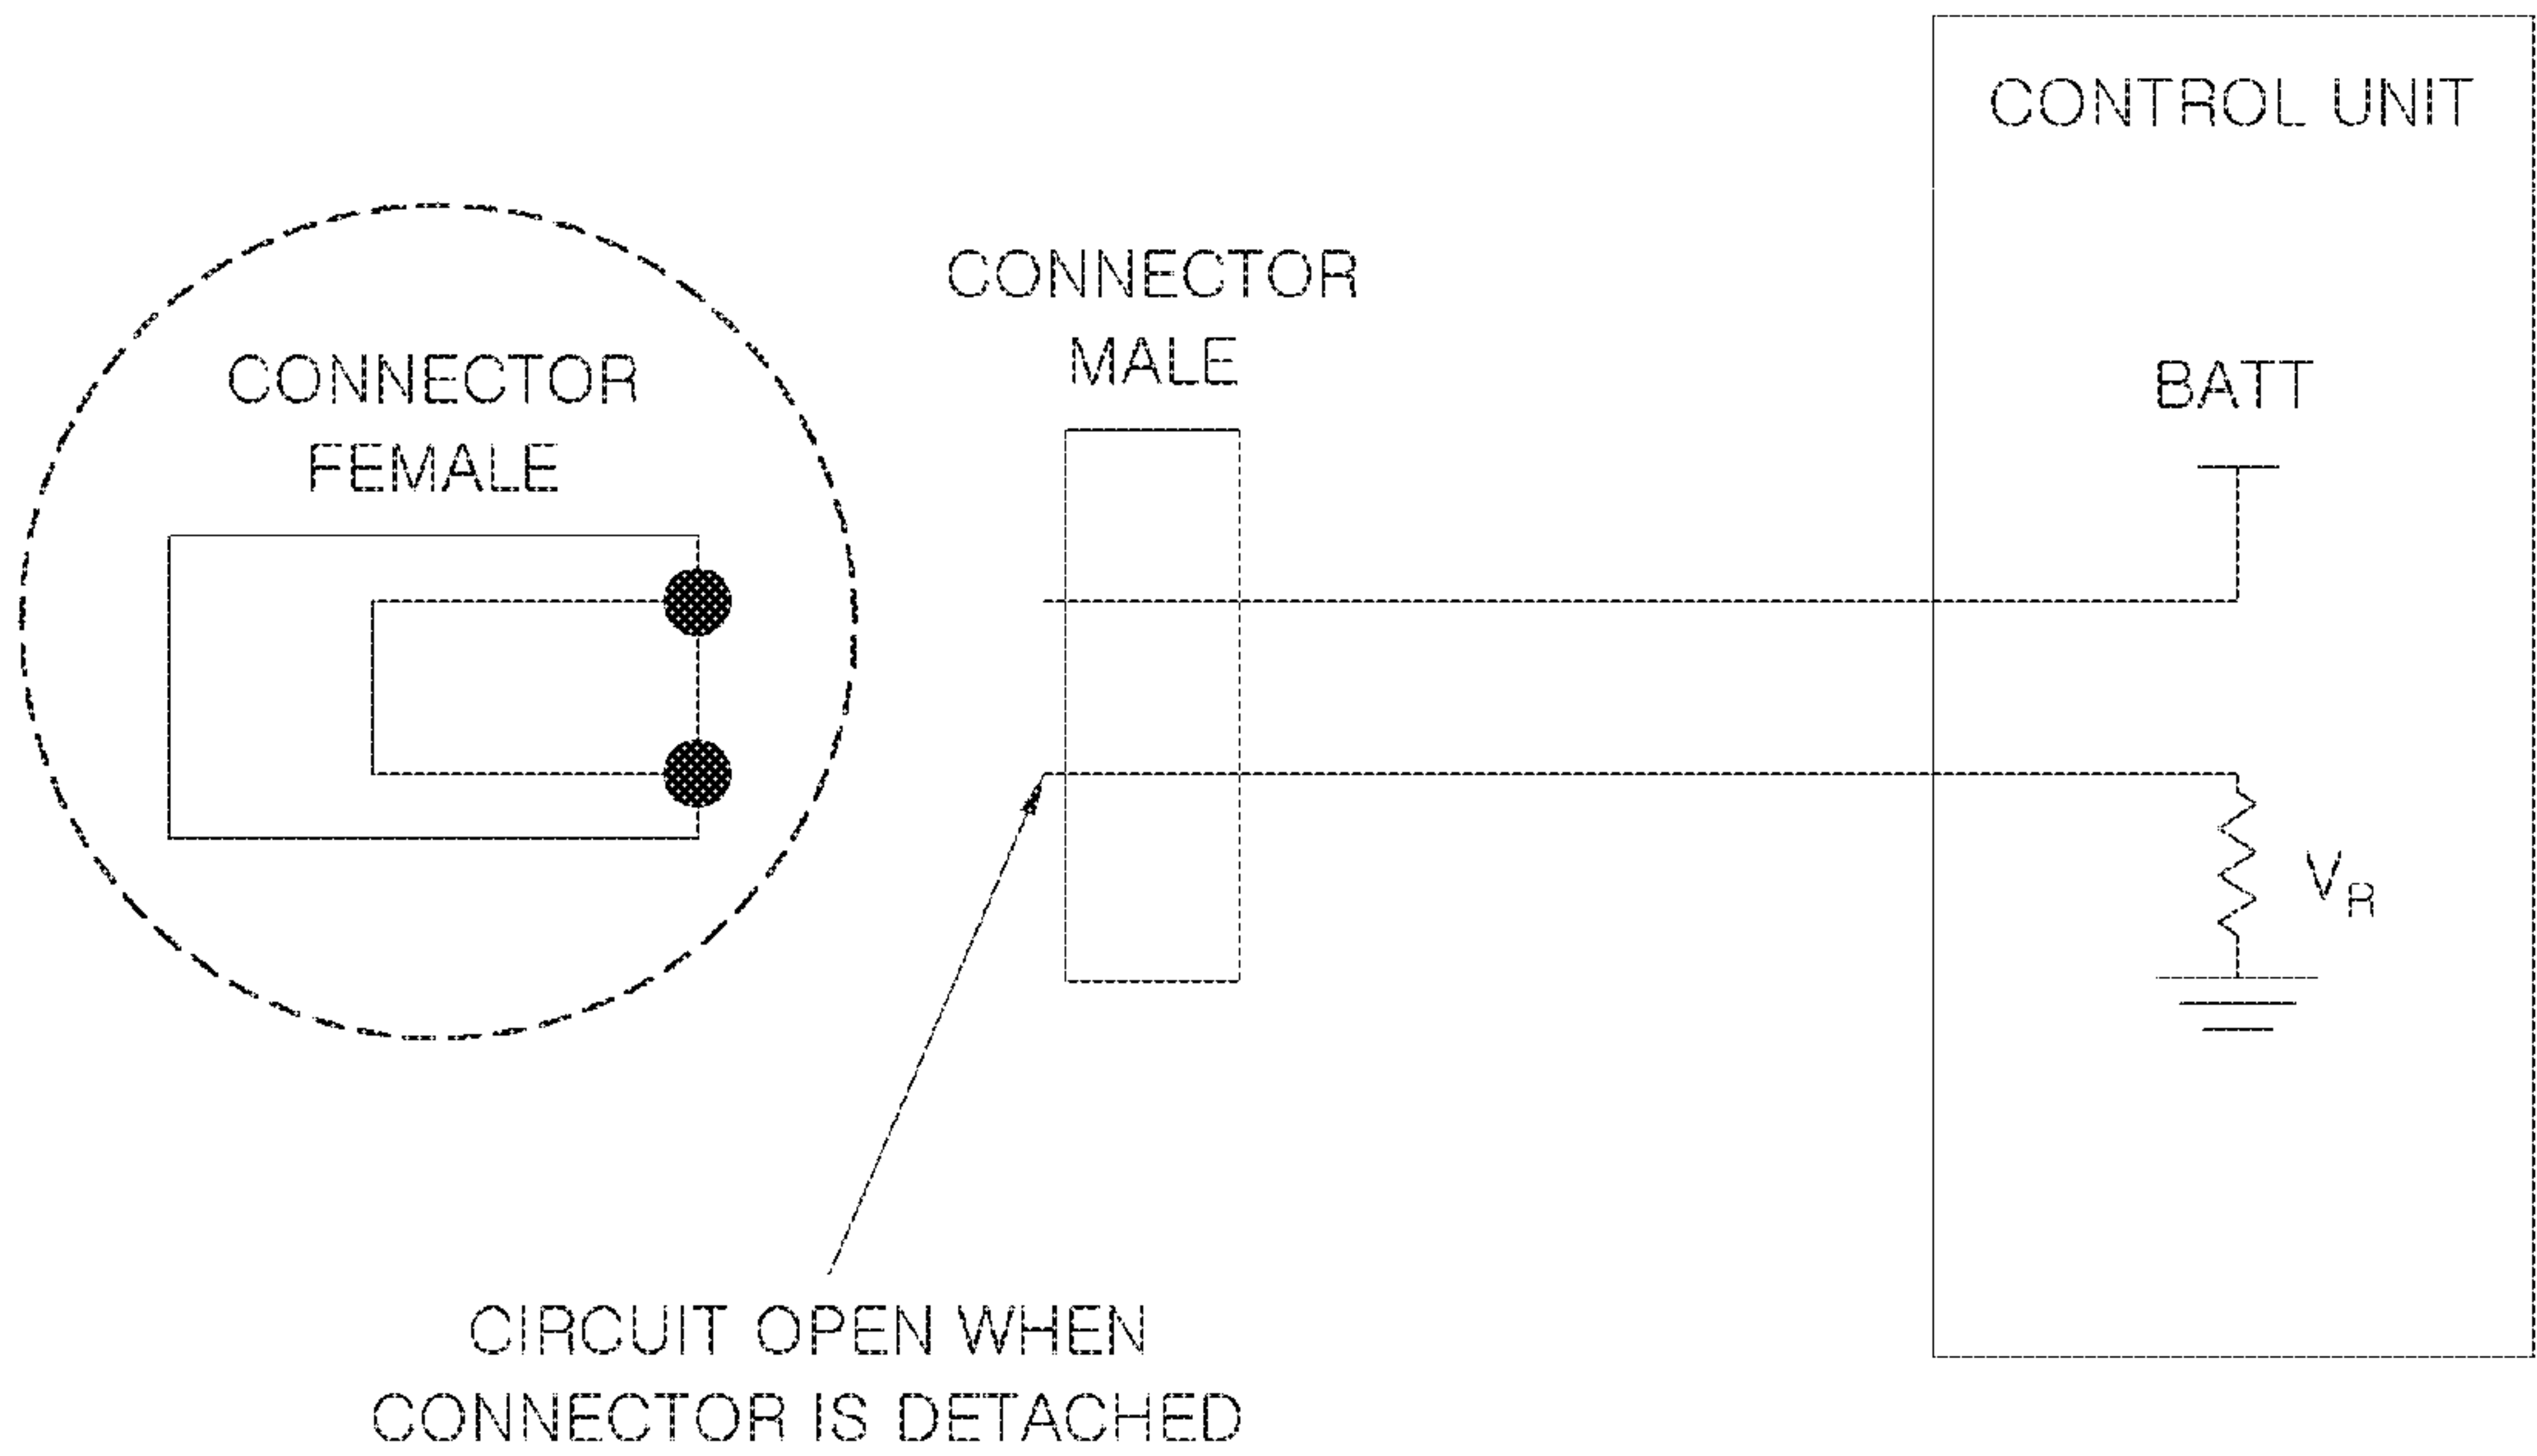 CONTROL UNIT
CONNECTOR
MALE
CONNECTOR
FEMALE
BATT
VR
CIRCUIT OPEN WHEN
CONNECTOR IS DETACHED